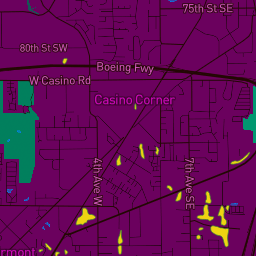 75th St SE
80th St SW
Boeing Fwy
W Casino Rd
Casino Corner
4th Ave W
7th Ave SE